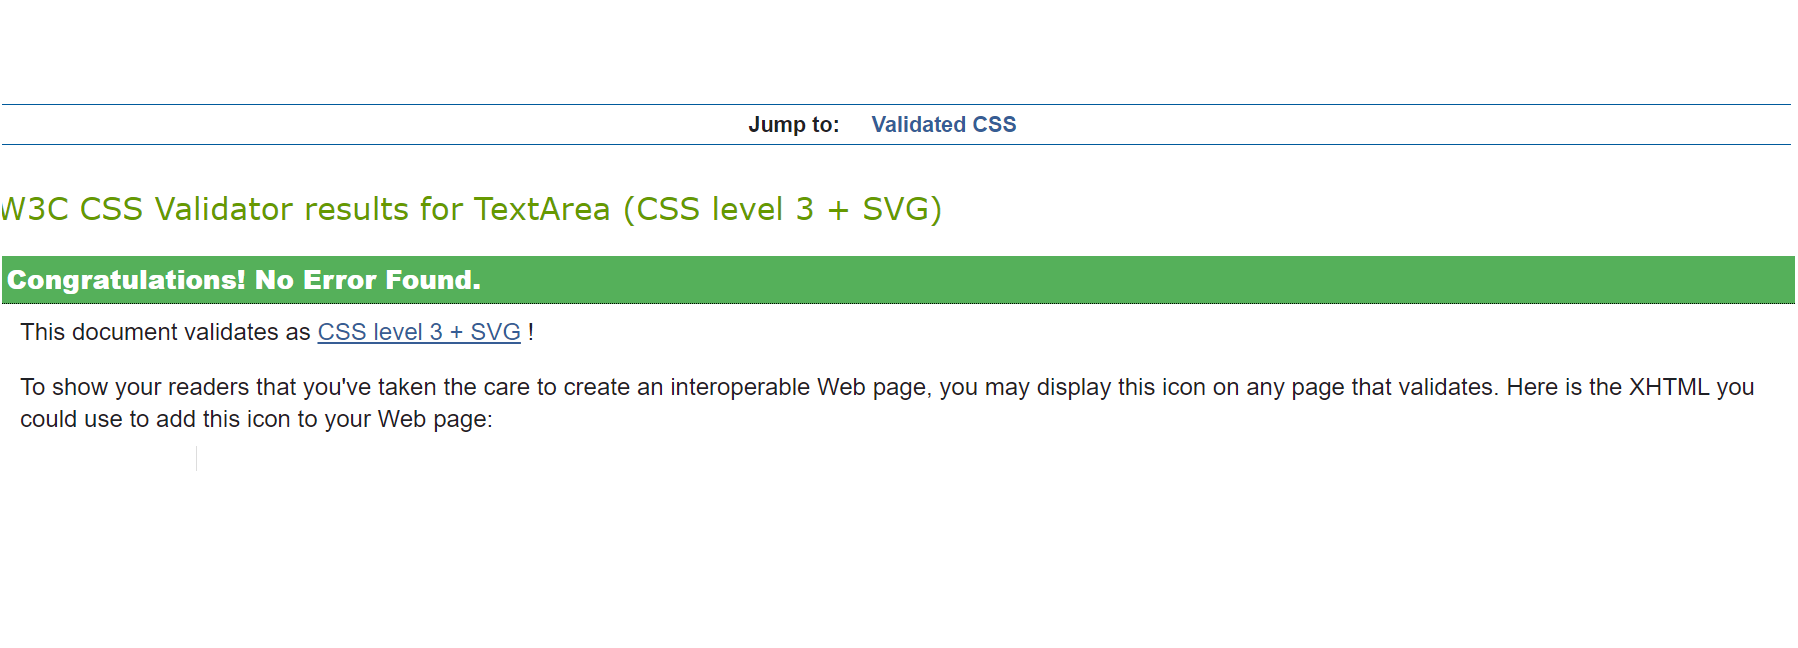 Jump to: Validated CSS
W3C CSS Validator results for TextArea (CSS level 3 + SVG)
Congratulations! No Error Found.
This document validates as CSS level 3 + SVG !
To show your readers that you've taken the care to create an interoperable Web page, you may display this icon on any page that validates. Here is the XHTML you
could use to add this icon to your Web page: